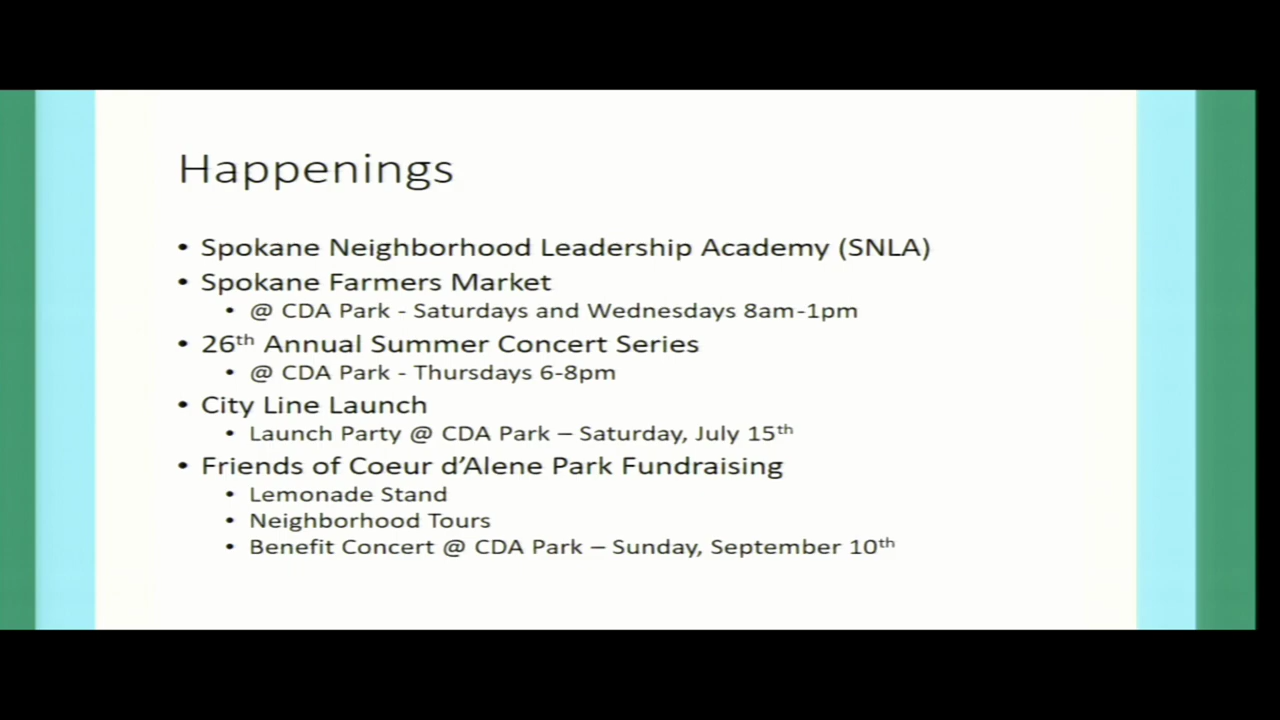 Happenings
• Spokane Neighborhood Leadership Academy (SNLA)
• Spokane Farmers Market
• @ CDA Park - Saturdays and Wednesdays 8am-1pm
• 26th Annual Summer Concert Series
• @ CDA Park - Thursdays 6-8pm
• City Line Launch
• Launch Party @ CDA Park – Saturday, July 15th
• Friends of Coeur d’Alene Park Fundraising
• Lemonade Stand
• Neighborhood Tours
• Benefit Concert @ CDA Park – Sunday, September 10th